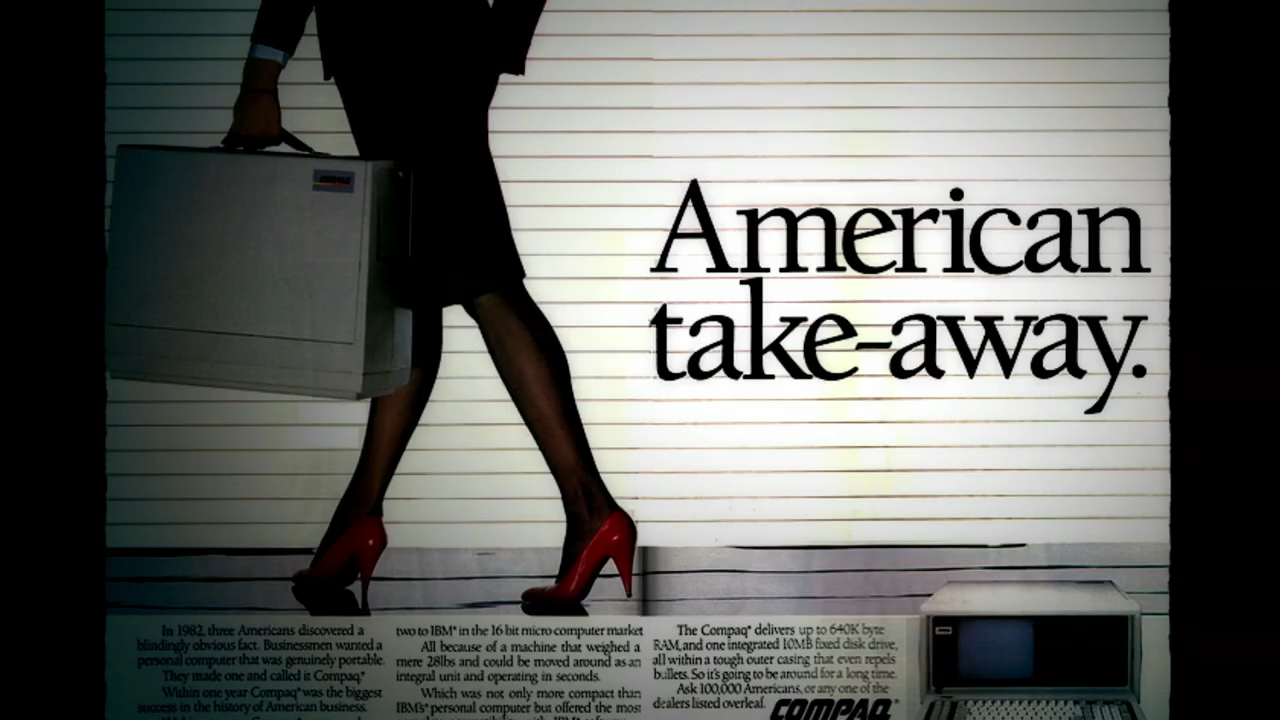 COMPAQ
American
take-away.
In 1982, three Americans discovered a
blindingly obvious fact. Businessmen wanted a
personal computer that was genuinely portable.
They made one and called it Compaq.®
Within one year Compaq® was the biggest
success in the history of American business.
two to IBM® in the 16 bit micro computer market
All because of a machine that weighed a
mere 28lbs and could be moved around as an
integral unit and operating in seconds.
Which was not only more compact than
IBM's® personal computer but offered the most
The Compaq® delivers up to 640K byte
RAM, and one integrated 10MB fixed disk drive,
all within a tough outer casing that even repels
bullets. So it's going to be around for a long time.
Ask 100,000 Americans, or any one of the
dealers listed overleaf.
COMPAQ®